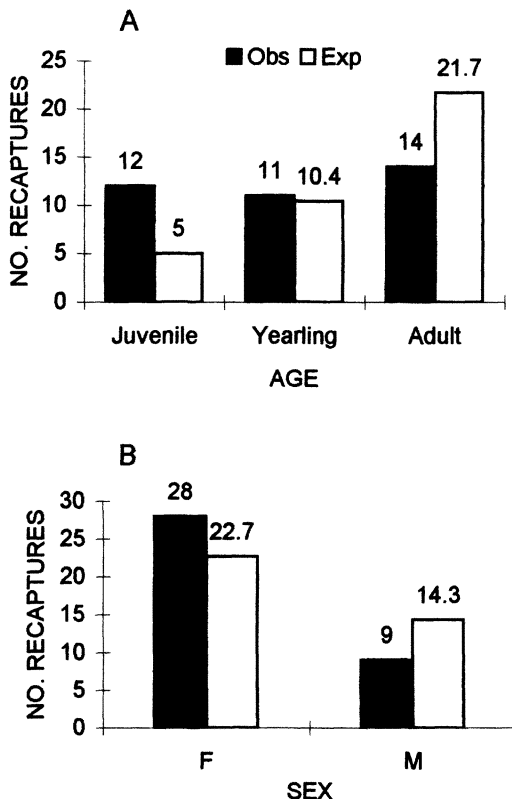 A
Obs Exp
NO. RECAPTURES
25
20
15
10
5
0
12
5
11
10.4
14
21.7
Juvenile Yearling Adult
AGE
B
NO. RECAPTURES
30
25
20
15
10
5
0
28
22.7
9
14.3
F M
SEX